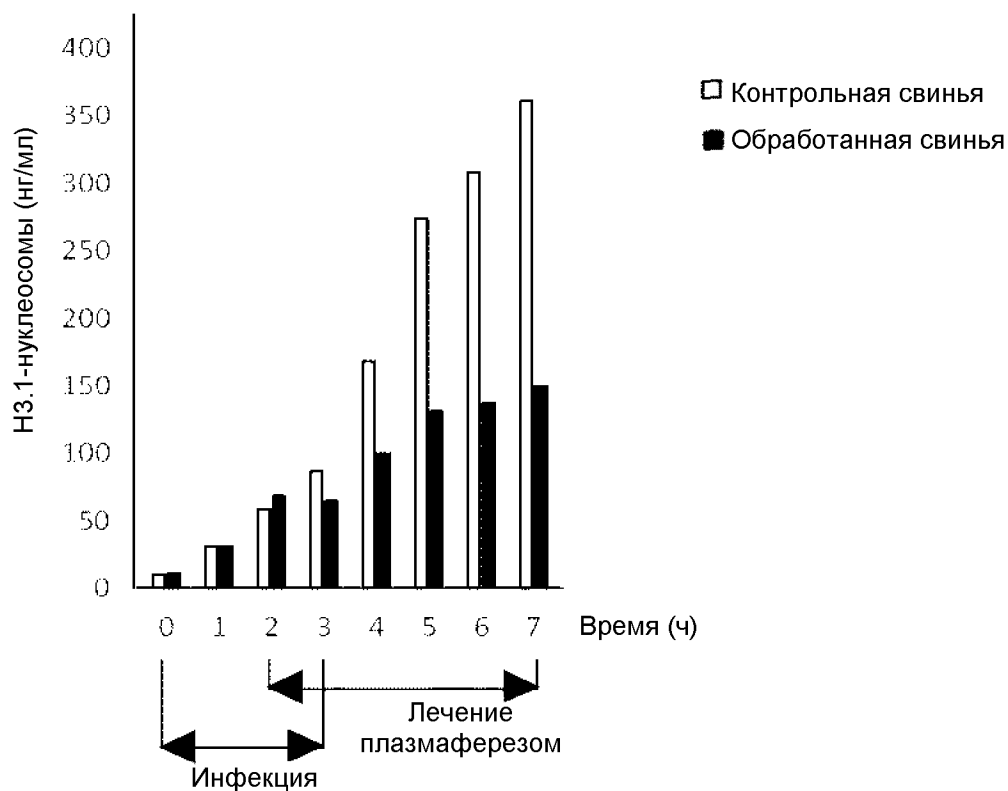 400
350
300
250
200
150
100
50
0
H3.1-нуклеосомы (нг/мл)
Контрольная свинья
Обработанная свинья
0 1 2 3 4 5 6 7 Время (ч)
Лечение
плазмаферезом
Инфекция